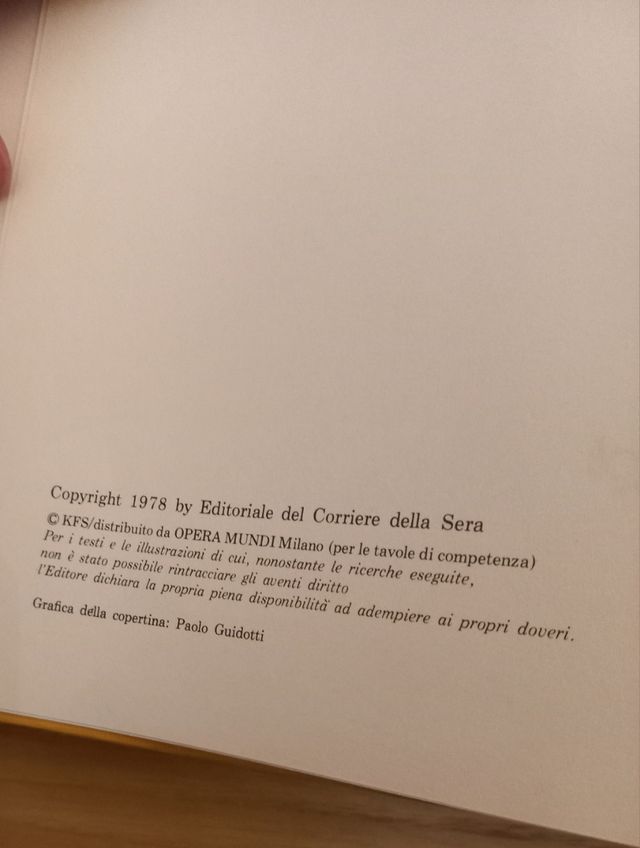 Copyright 1978 by Editoriale del Corriere della Sera
© KFS/distribuito da OPERA MUNDI Milano (per le tavole di competenza)
Per i testi e le illustrazioni di cui, nonostante le ricerche eseguite,
non è stato possibile rintracciare gli aventi diritto
l'Editore dichiara la propria piena disponibilità ad adempiere ai propri doveri.
Grafica della copertina: Paolo Guidotti